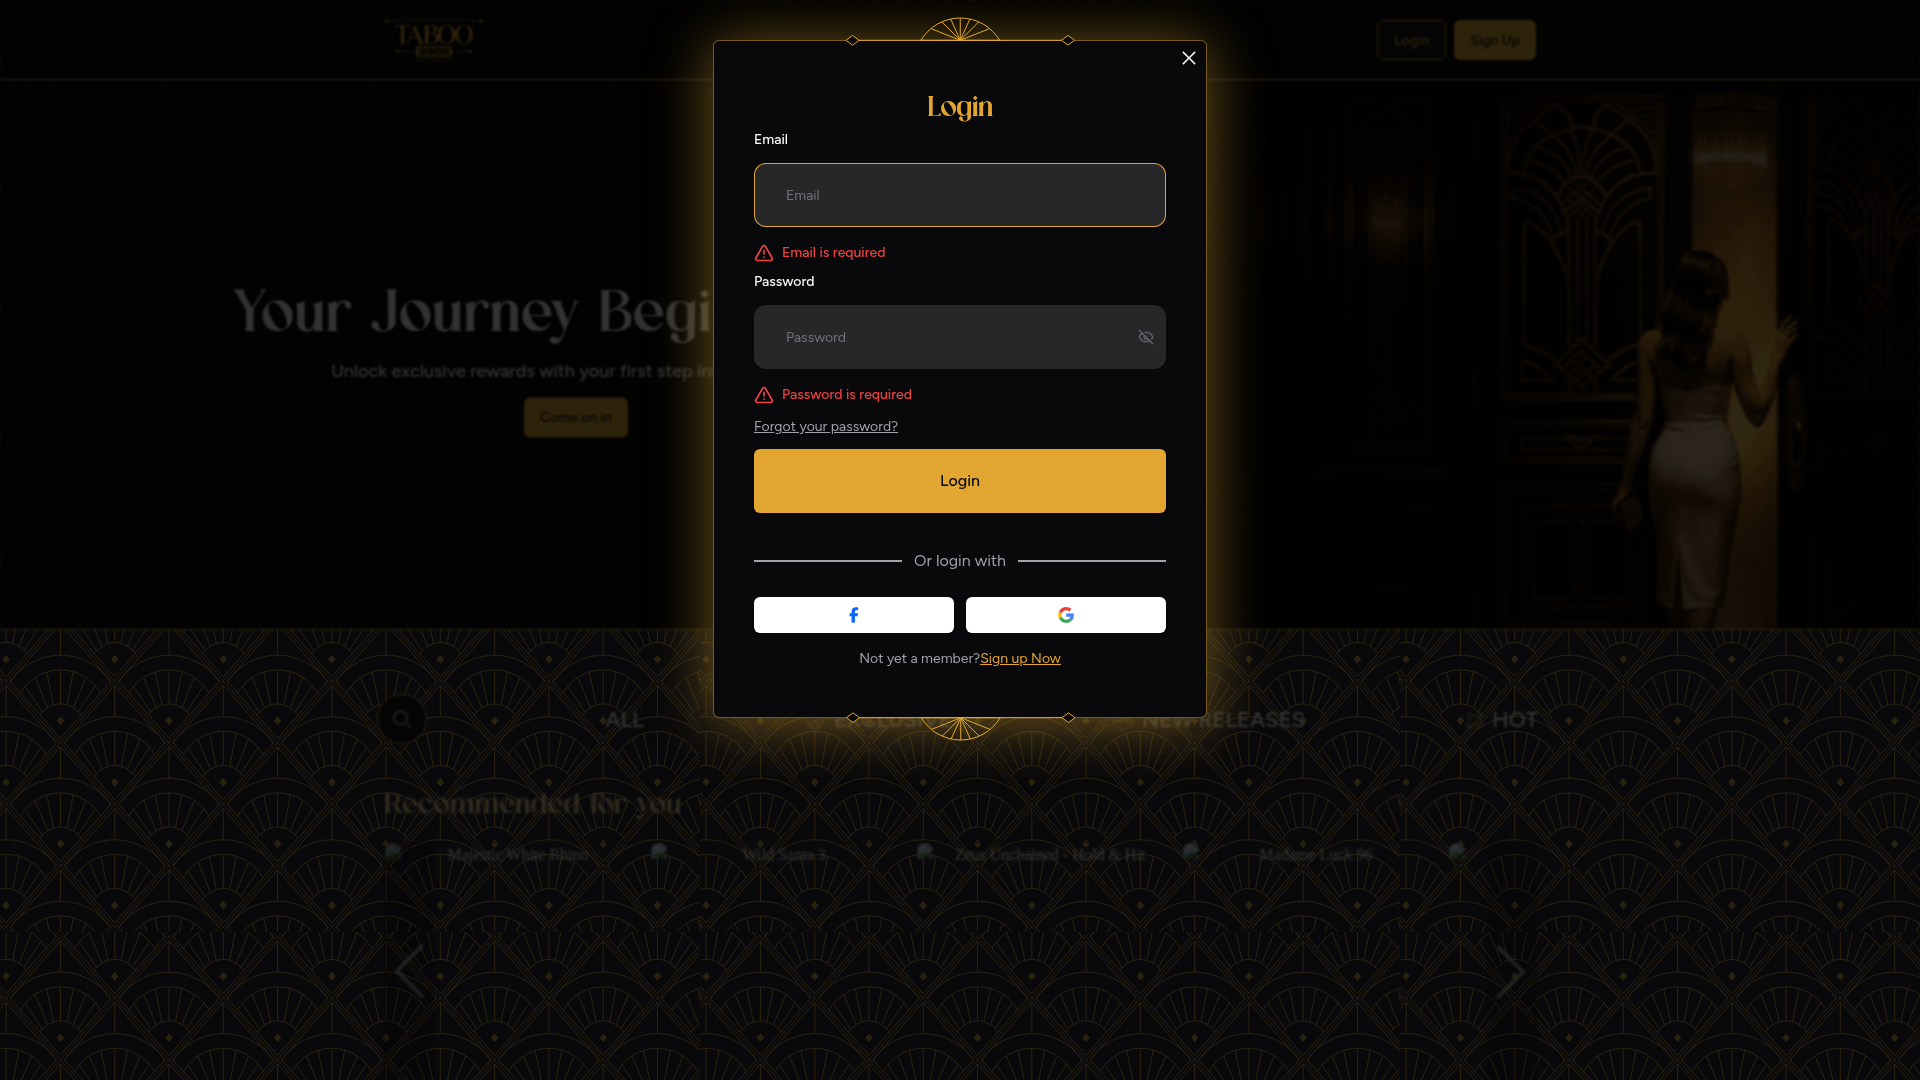 TABOO
Login
Sign Up
Login
Email
Email
Email is required
Your Journey Begi
Password
Password
Unlock exclusive rewards with your first step in
Password is required
Come on in
Forgot your password?
Login
Or login with
Not yet a member?Sign up Now
ALL
NEW RELEASES
HOT
Recommended for you
Majestic White Rhino
Wild Santa 3
Zeus Unchained - Hold & Hit
Madame Luck 96